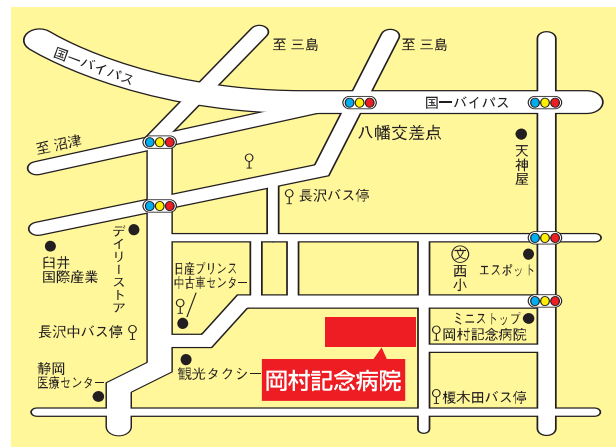 至 三島
至 三島
国一バイパス
国一バイパス
八幡交差点
至 沼津
天神屋
長沢バス停
デイリーストア
臼井
国際産業
日産プリンス
中古車センター
文
西小
エスポット
ミニストップ
岡村記念病院
長沢中バス停
静岡
医療センター
観光タクシー
岡村記念病院
榎木田バス停